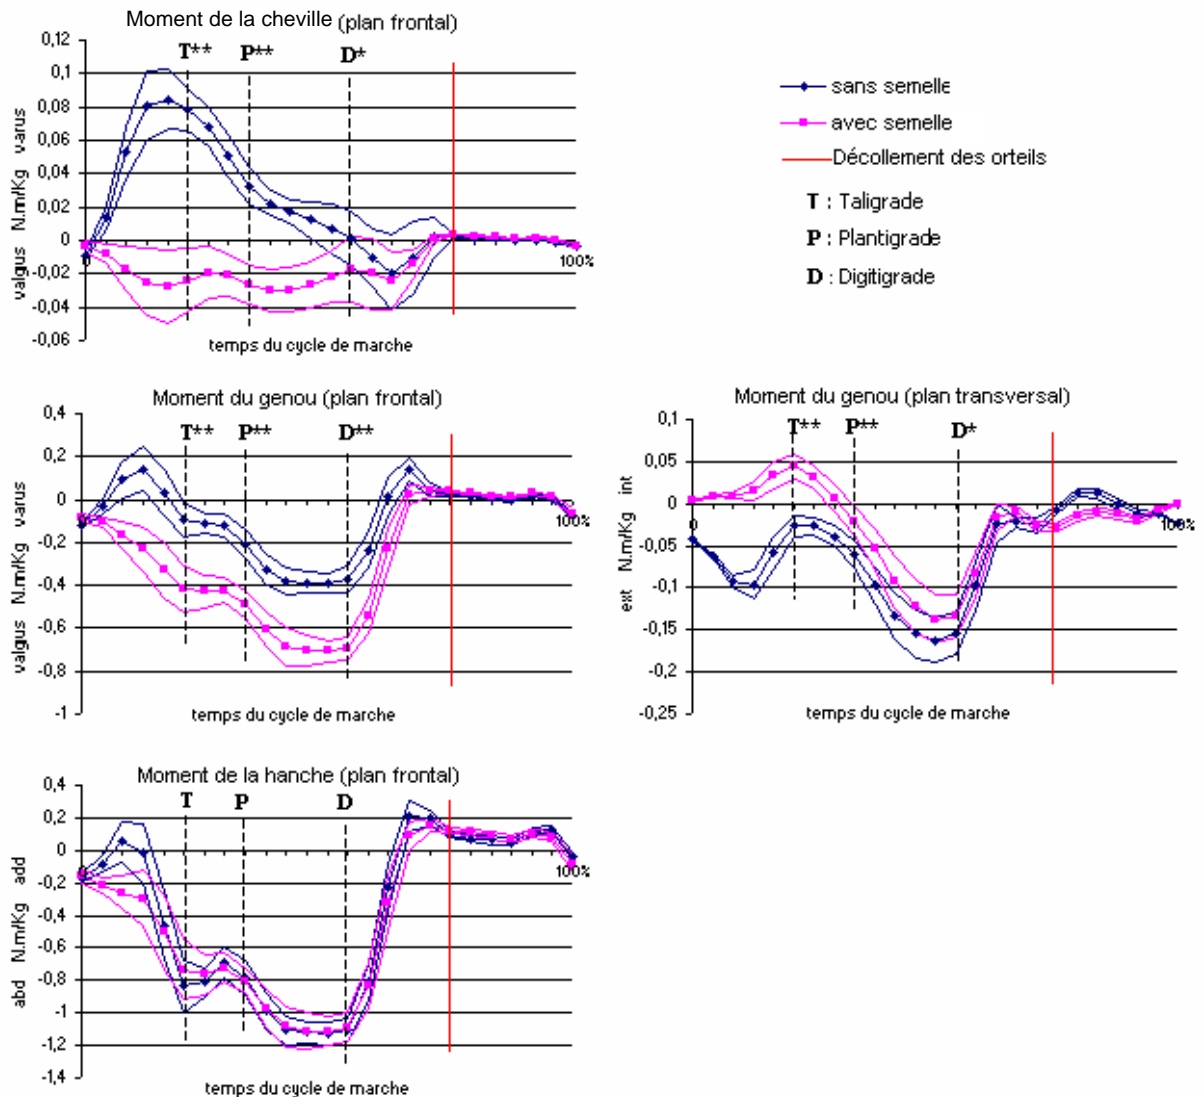 Moment de la cheville (plan frontal)
0,12
0,1
0,08
0,06
0,04
0,02
0
-0,02
-0,04
-0,06
valgus N.m/Kg varus
T** P** D*
0
100%
temps du cycle de marche
sans semelle
avec semelle
Décollement des orteils
T : Taligrade
P : Plantigrade
D : Digitigrade
Moment du genou (plan frontal)
0,4
0,2
0
-0,2
-0,4
-0,6
-0,8
-1
valgus N.m/Kg varus
T** P** D**
0
100%
temps du cycle de marche
Moment du genou (plan transversal)
0,1
0,05
0
-0,05
-0,1
-0,15
-0,2
-0,25
ext N.m/Kg int
T** P** D*
0
100%
temps du cycle de marche
Moment de la hanche (plan frontal)
0,4
0,2
0
-0,2
-0,4
-0,6
-0,8
-1
-1,2
-1,4
abd N.m/Kg add
T P D
0
100%
temps du cycle de marche